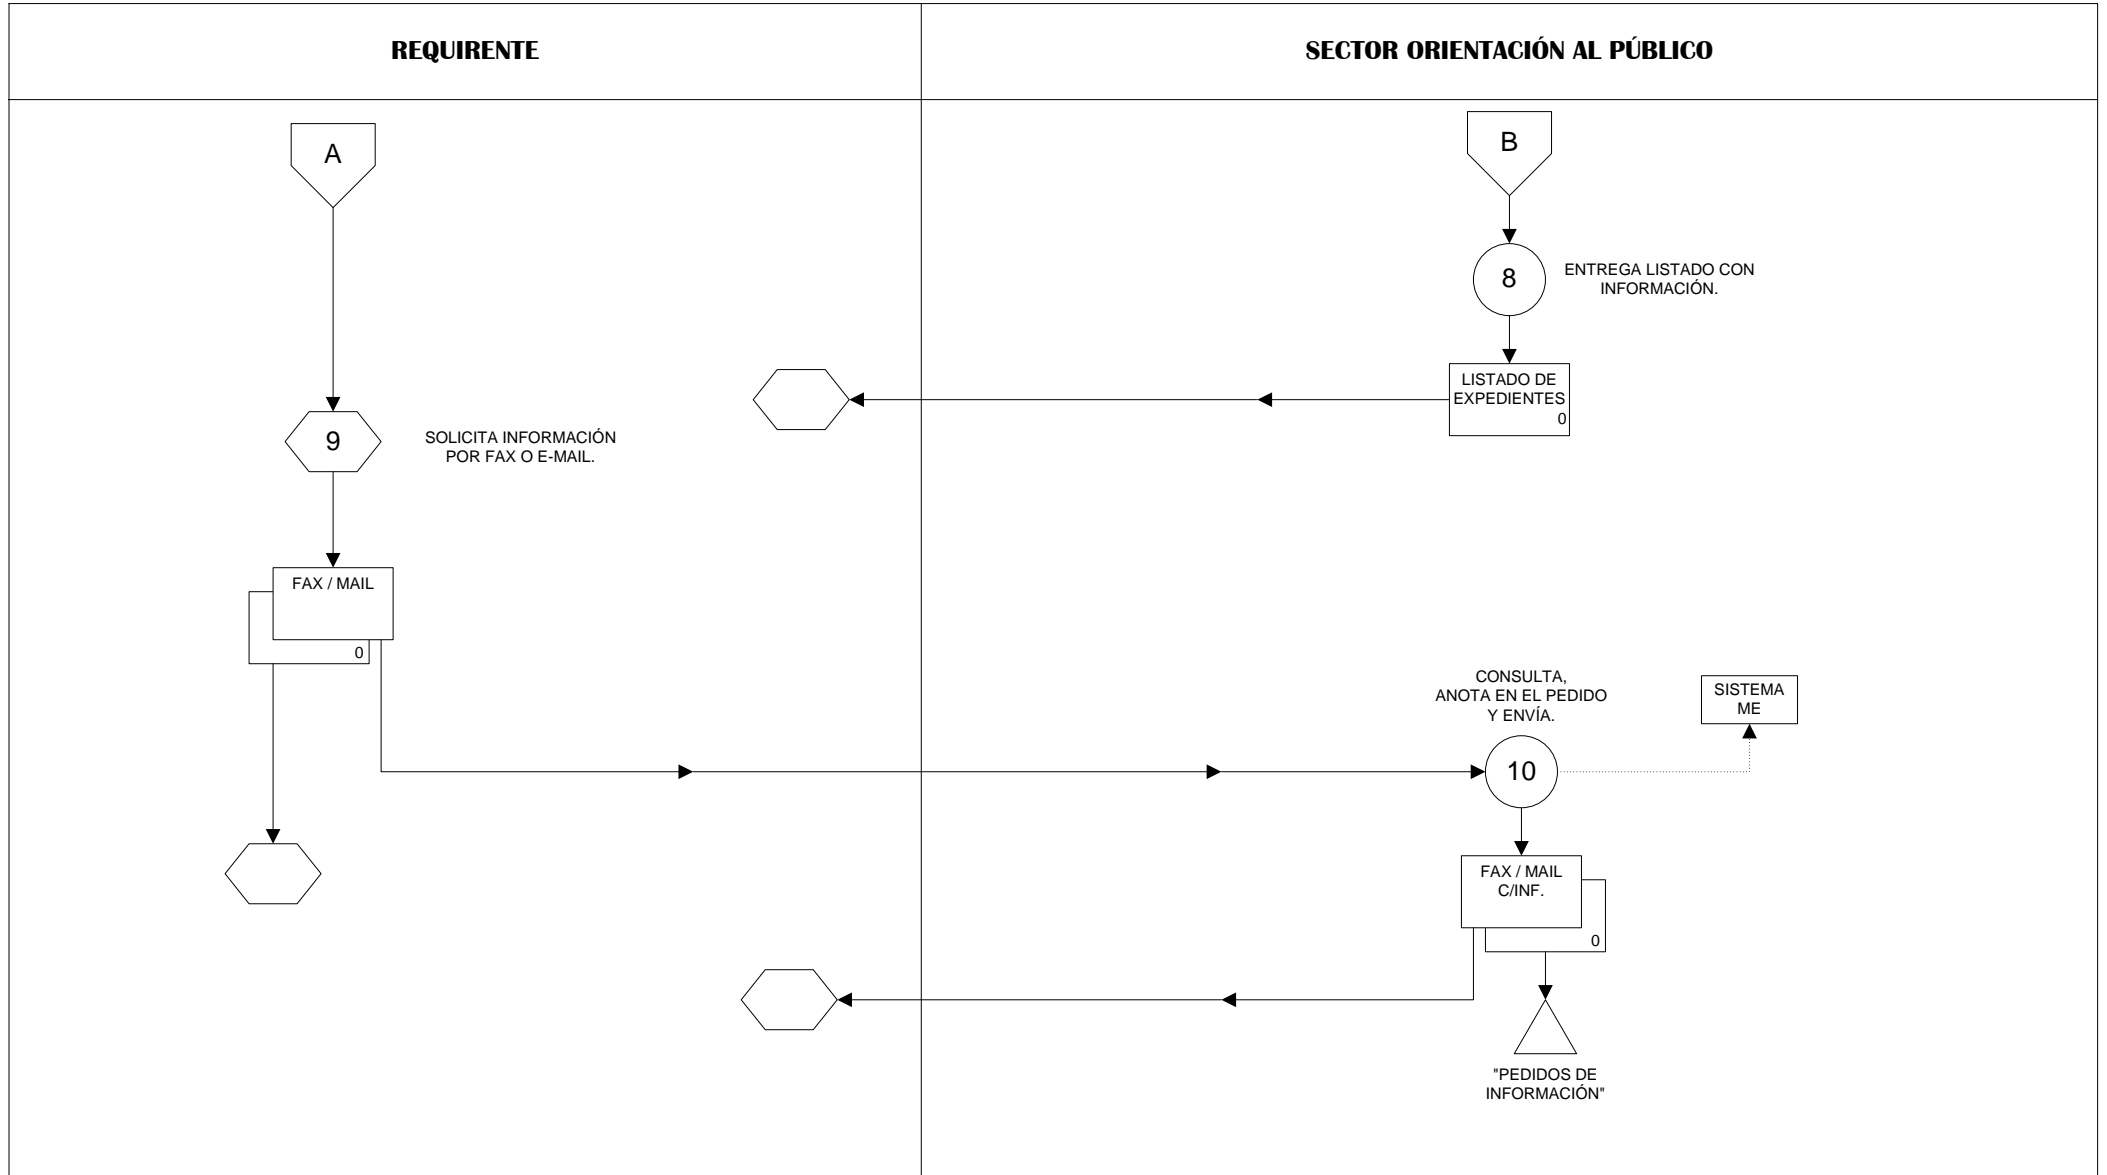 REQUIRENTE
SECTOR ORIENTACIÓN AL PÚBLICO
A
B
8
ENTREGA LISTADO CON
INFORMACIÓN.
LISTADO DE
EXPEDIENTES
0
9
SOLICITA INFORMACIÓN
POR FAX O E-MAIL.
FAX / MAIL
0
CONSULTA,
ANOTA EN EL PEDIDO
Y ENVÍA.
SISTEMA
ME
10
FAX / MAIL
C/INF.
0
"PEDIDOS DE
INFORMACIÓN"